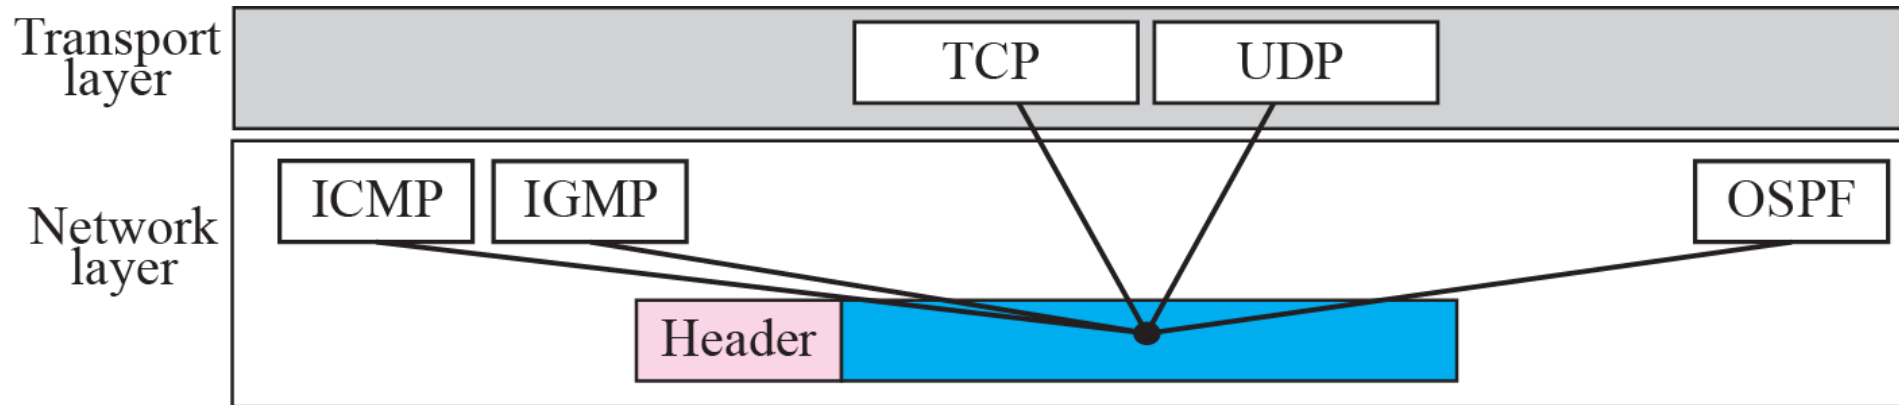 Transport
layer
TCP
UDP
Network
layer
ICMP
IGMP
OSPF
Header